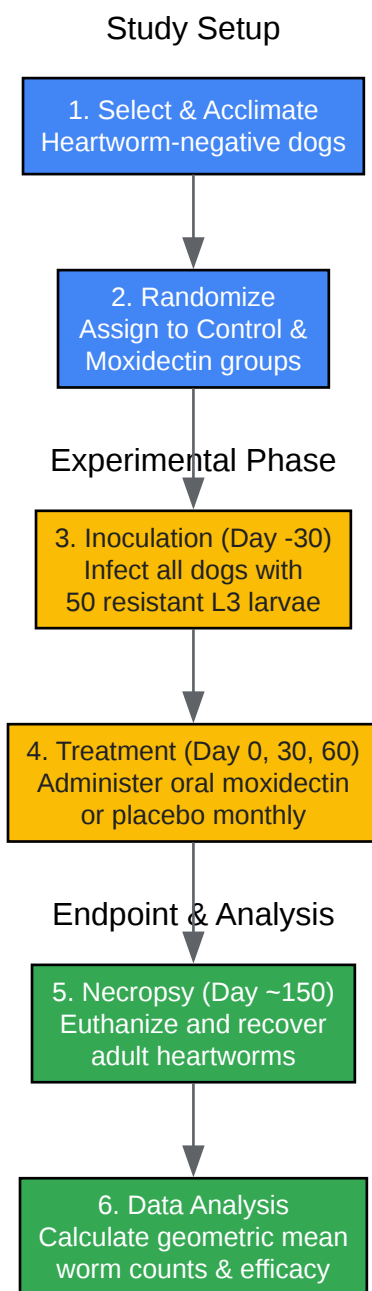 Study Setup
1. Select & Acclimate
Heartworm-negative dogs
2. Randomize
Assign to Control &
Moxidectin groups
Experimental Phase
3. Inoculation (Day -30)
Infect all dogs with
50 resistant L3 larvae
4. Treatment (Day 0, 30, 60)
Administer oral moxidectin
or placebo monthly
Endpoint & Analysis
5. Necropsy (Day ~150)
Euthanize and recover
adult heartworms
6. Data Analysis
Calculate geometric mean
worm counts & efficacy